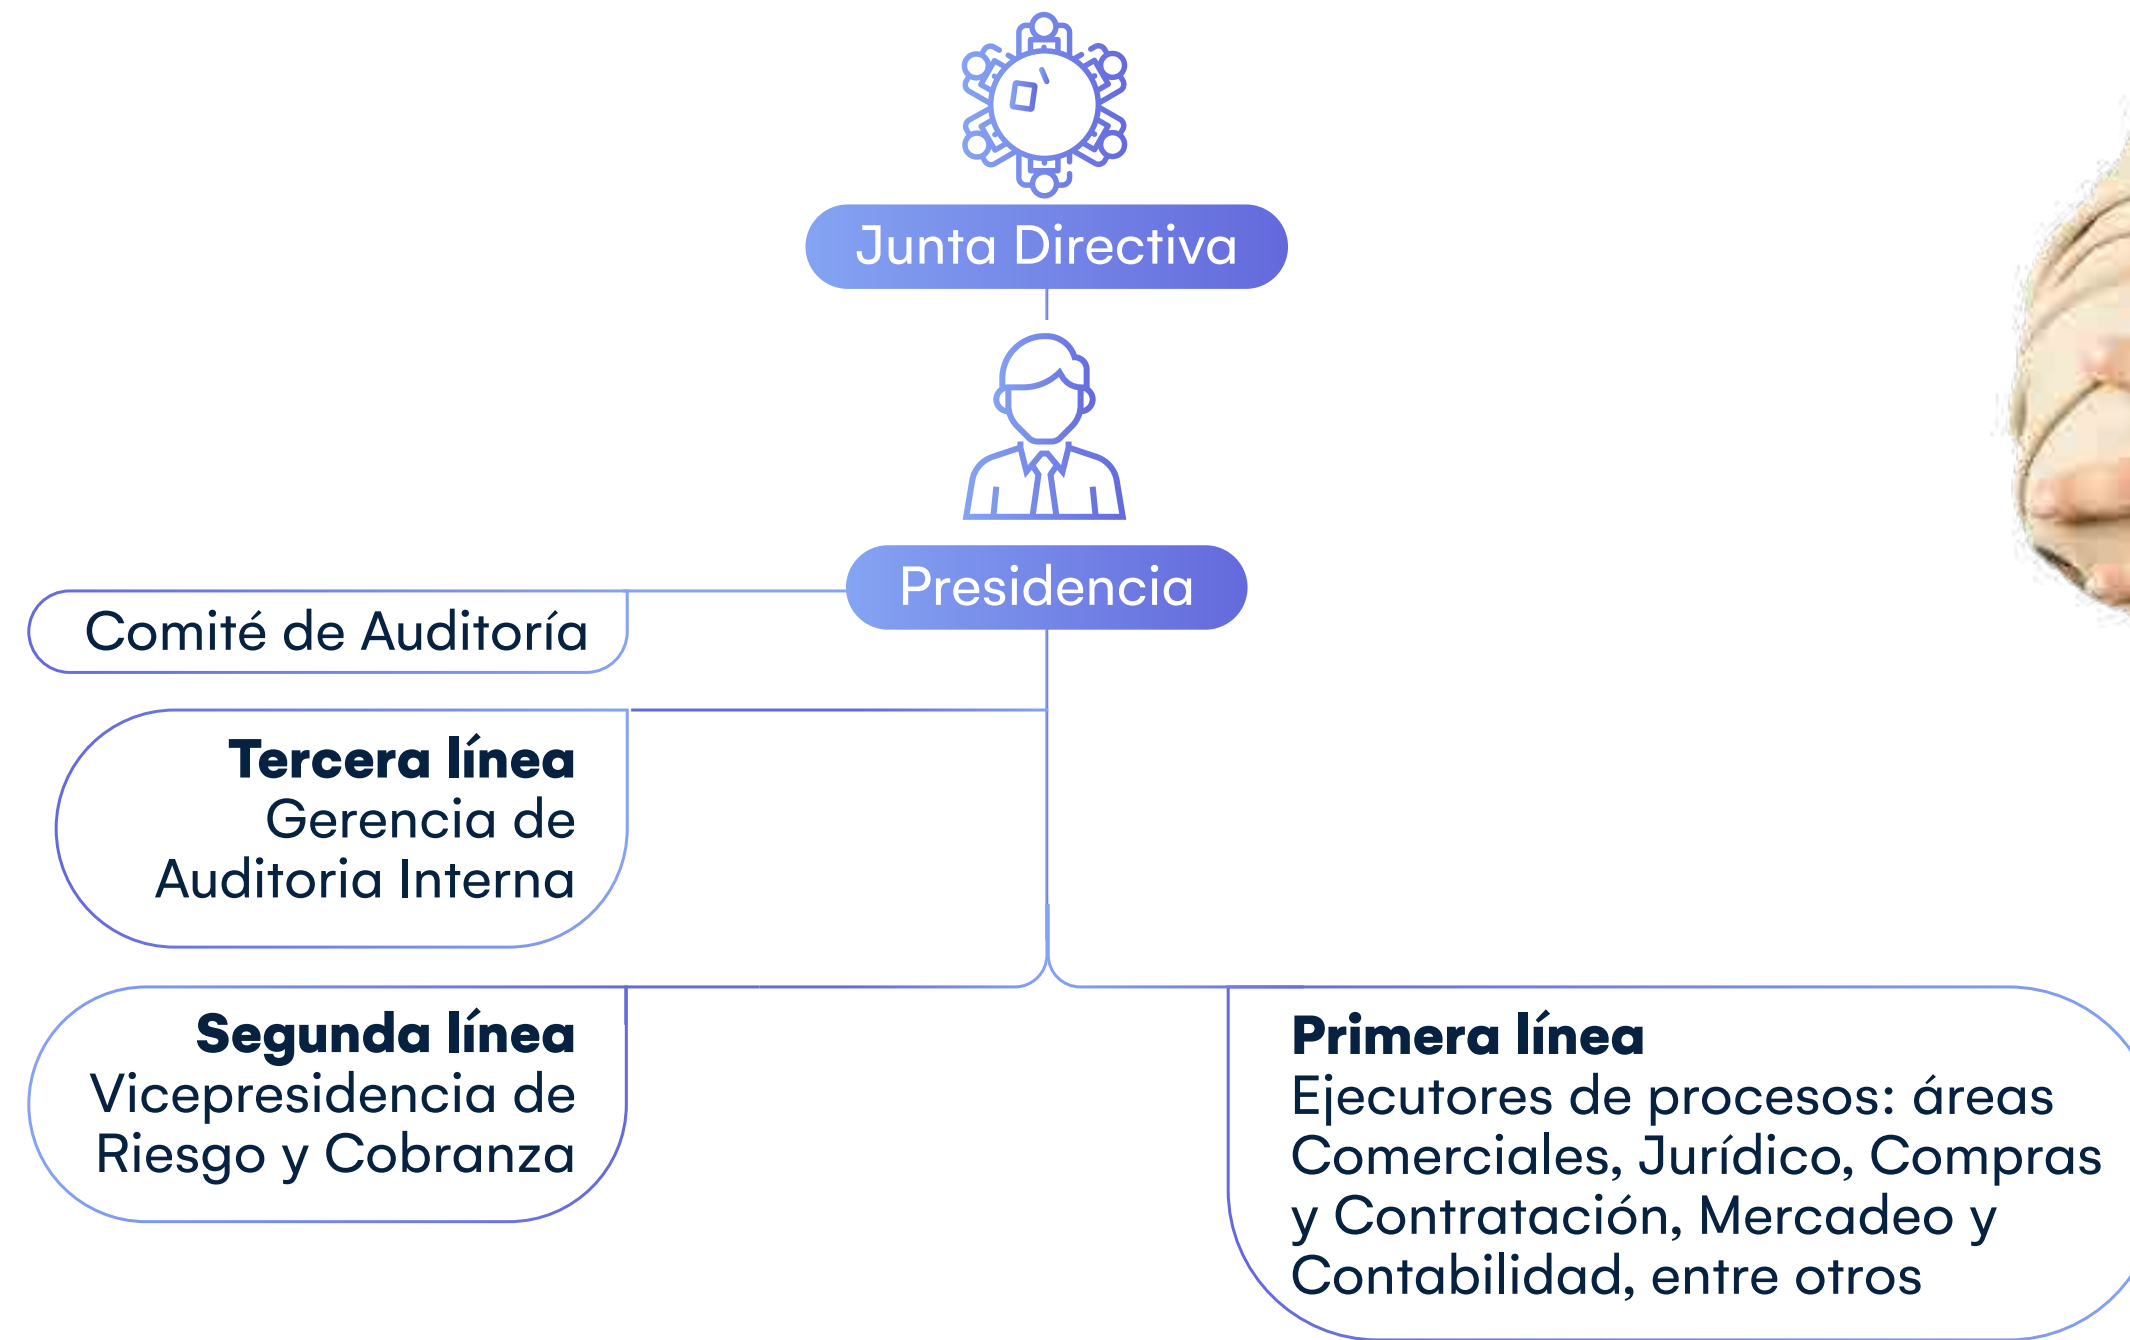 Junta Directiva
Presidencia
Comité de Auditoría
Tercera línea
Gerencia de
Auditoria Interna
Segunda línea
Vicepresidencia de
Riesgo y Cobranza
Primera línea
Ejecutores de procesos: áreas
Comerciales, Jurídico, Compras
y Contratación, Mercadeo y
Contabilidad, entre otros